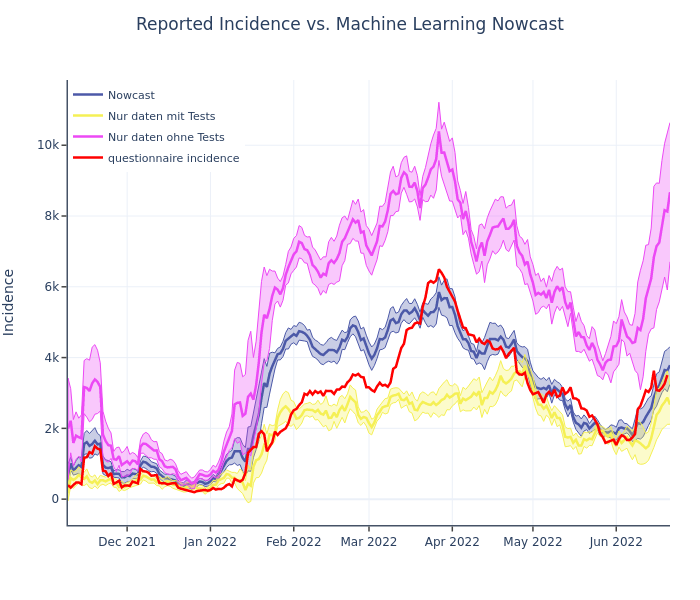 Reported Incidence vs. Machine Learning Nowcast
Nowcast
Nur daten mit Tests
Nur daten ohne Tests
questionnaire incidence
Incidence
10k
8k
6k
4k
2k
0
Dec 2021
Jan 2022
Feb 2022
Mar 2022
Apr 2022
May 2022
Jun 2022